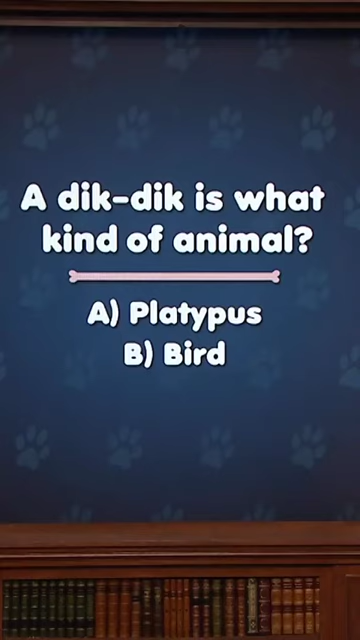 A dik-dik is what
kind of animal?
A) Platypus
B) Bird